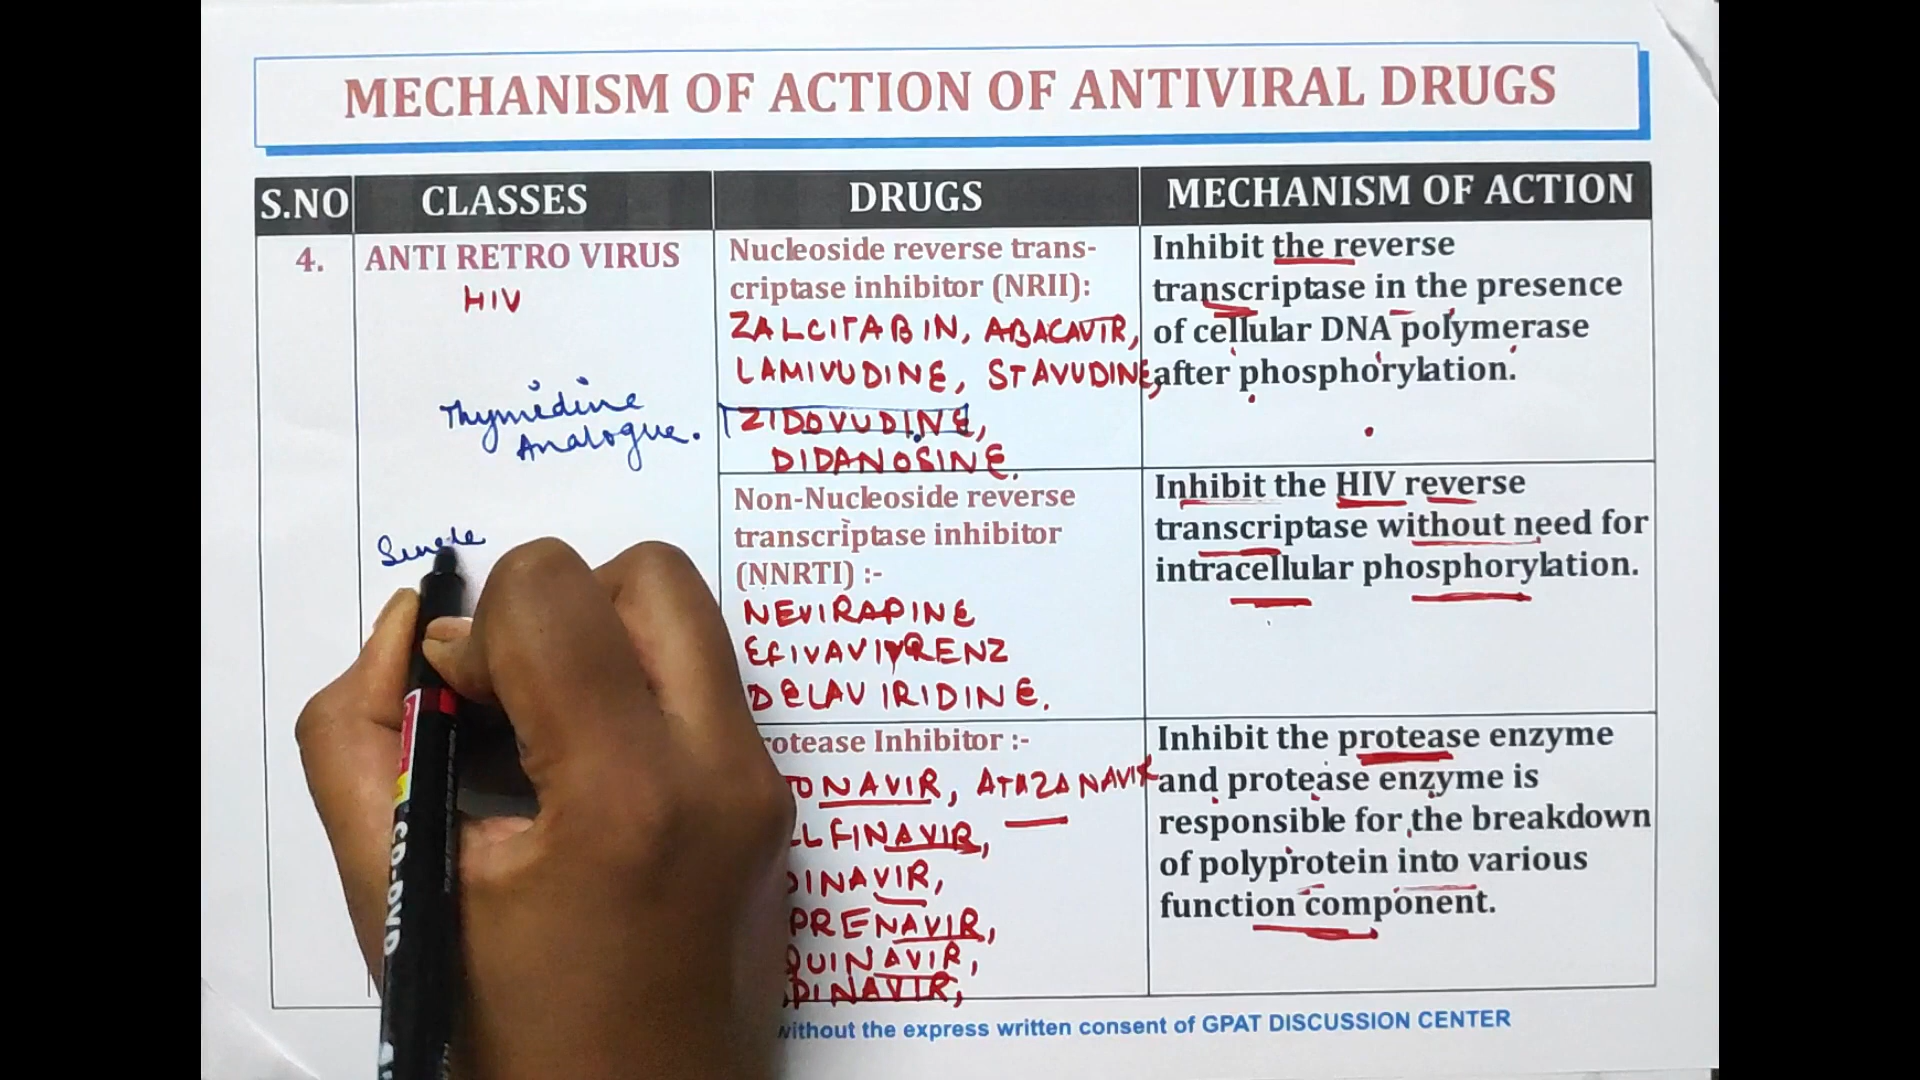 MECHANISM OF ACTION OF ANTIVIRAL DRUGS
S.NO CLASSES DRUGS MECHANISM OF ACTION
4. ANTI RETRO VIRUS
HIV
Thymidine
Analogue.
Nucleoside reverse trans-
criptase inhibitor (NRII):
ZALCITABIN, ABACAVIR,
LAMIVUDINE, STAVUDINE,
ZIDOVUDINE,
DIDANOSINE.
Inhibit the reverse
transcriptase in the presence
of cellular DNA polymerase
after phosphorylation.
Non-Nucleoside reverse
transcriptase inhibitor
(NNRTI) :-
NEVIRAPINE
EFIVAVIYRENZ
DELAVIRIDINE.
Inhibit the HIV reverse
transcriptase without need for
intracellular phosphorylation.
rotease Inhibitor :-
ONAVIR, ATAZANAVIR
LFINAVIR,
DINAVIR,
PRENAVIR,
QUINAVIR,
DINAVIR,
Inhibit the protease enzyme
and protease enzyme is
responsible for the breakdown
of polyprotein into various
function component.
CD-DVD
without the express written consent of GPAT DISCUSSION CENTER